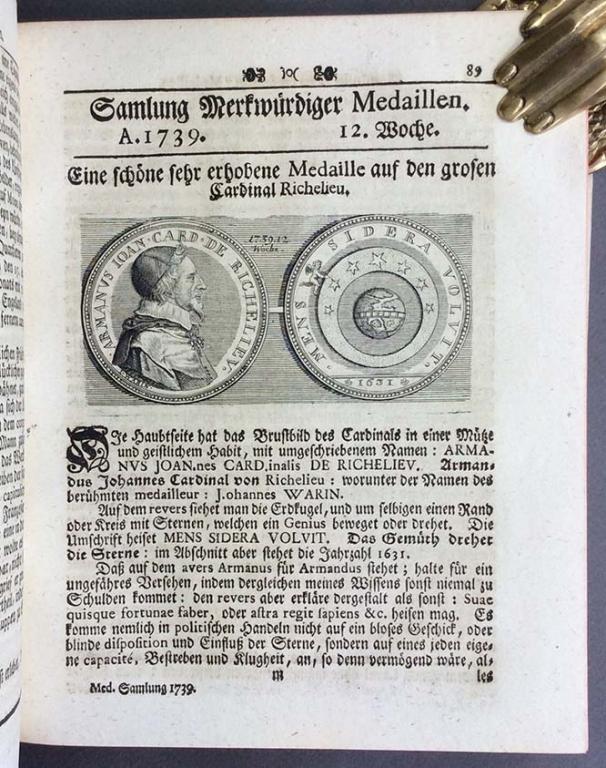 89
Samlung Merkwürdiger Medaillen.
A. 1739. 12. Woche.
Eine schöne sehr erhobene Medaille auf den grosen
Cardinal Richelieu.
ARMANVS IOAN·CARD·DE RICHELIEV·
1739.12
Woche.
MENS SIDERA VOLVIT·
1631
DIe Haubtseite hat das Brustbild des Cardinals in einer Mütze
und geistlichem Habit, mit umgeschriebenem Namen : ARMA-
NVS JOAN.nes CARD.inalis DE RICHELIEV. Arman-
dus Johannes Cardinal von Richelieu : worunter der Namen des
berühmten medailleur : J.ohannes WARIN.
Auf dem revers siehet man die Erdkugel, und um selbigen einen Rand
oder Kreis mit Sternen, welchen ein Genius beweget oder drehet. Die
Umschrift heiset MENS SIDERA VOLVIT. Das Gemüth drehet
die Sterne : im Abschnitt aber stehet die Jahrzahl 1631.
Daß auf dem avers Armanus für Armandus stehet ; halte für ein
ungefähres Versehen, indem dergleichen meines Wissens sonst niemal zu
Schulden kommet : den revers aber erkläre dergestalt als sonst : Suae
quisque fortunae faber, oder astra regit sapiens &c. heisen mag. Es
komme nemlich in politischen Handeln nicht auf ein bloses Geschick, oder
blinde disposition und Einfluß der Sterne, sondern auf eines jeden eige-
ne capacité, Bestreben und Klugheit, an, so denn vermögend wäre, al-
M les
Med. Samlung 1739.